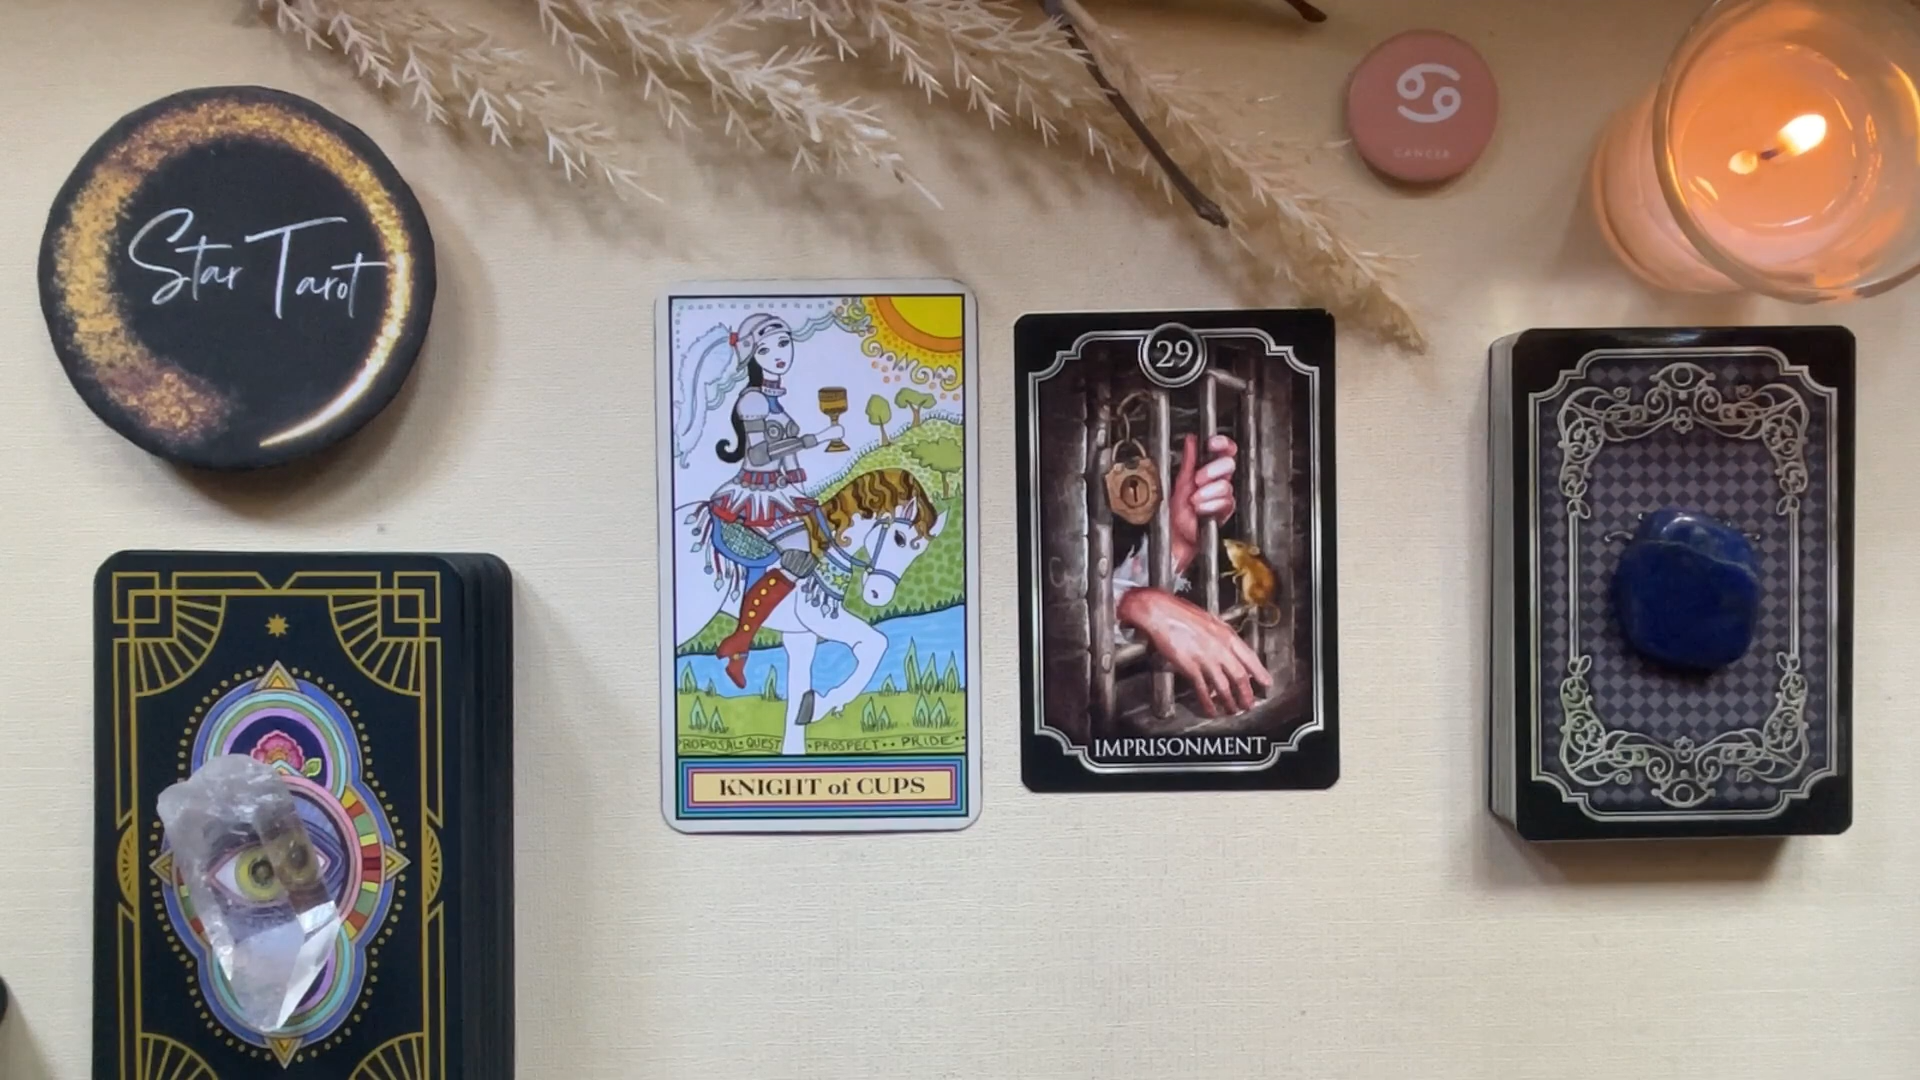 CANCER
Star Tarot
29
ROPOSAL • QUEST • PROSPECT • • PRIDE • •
IMPRISONMENT
KNIGHT of CUPS